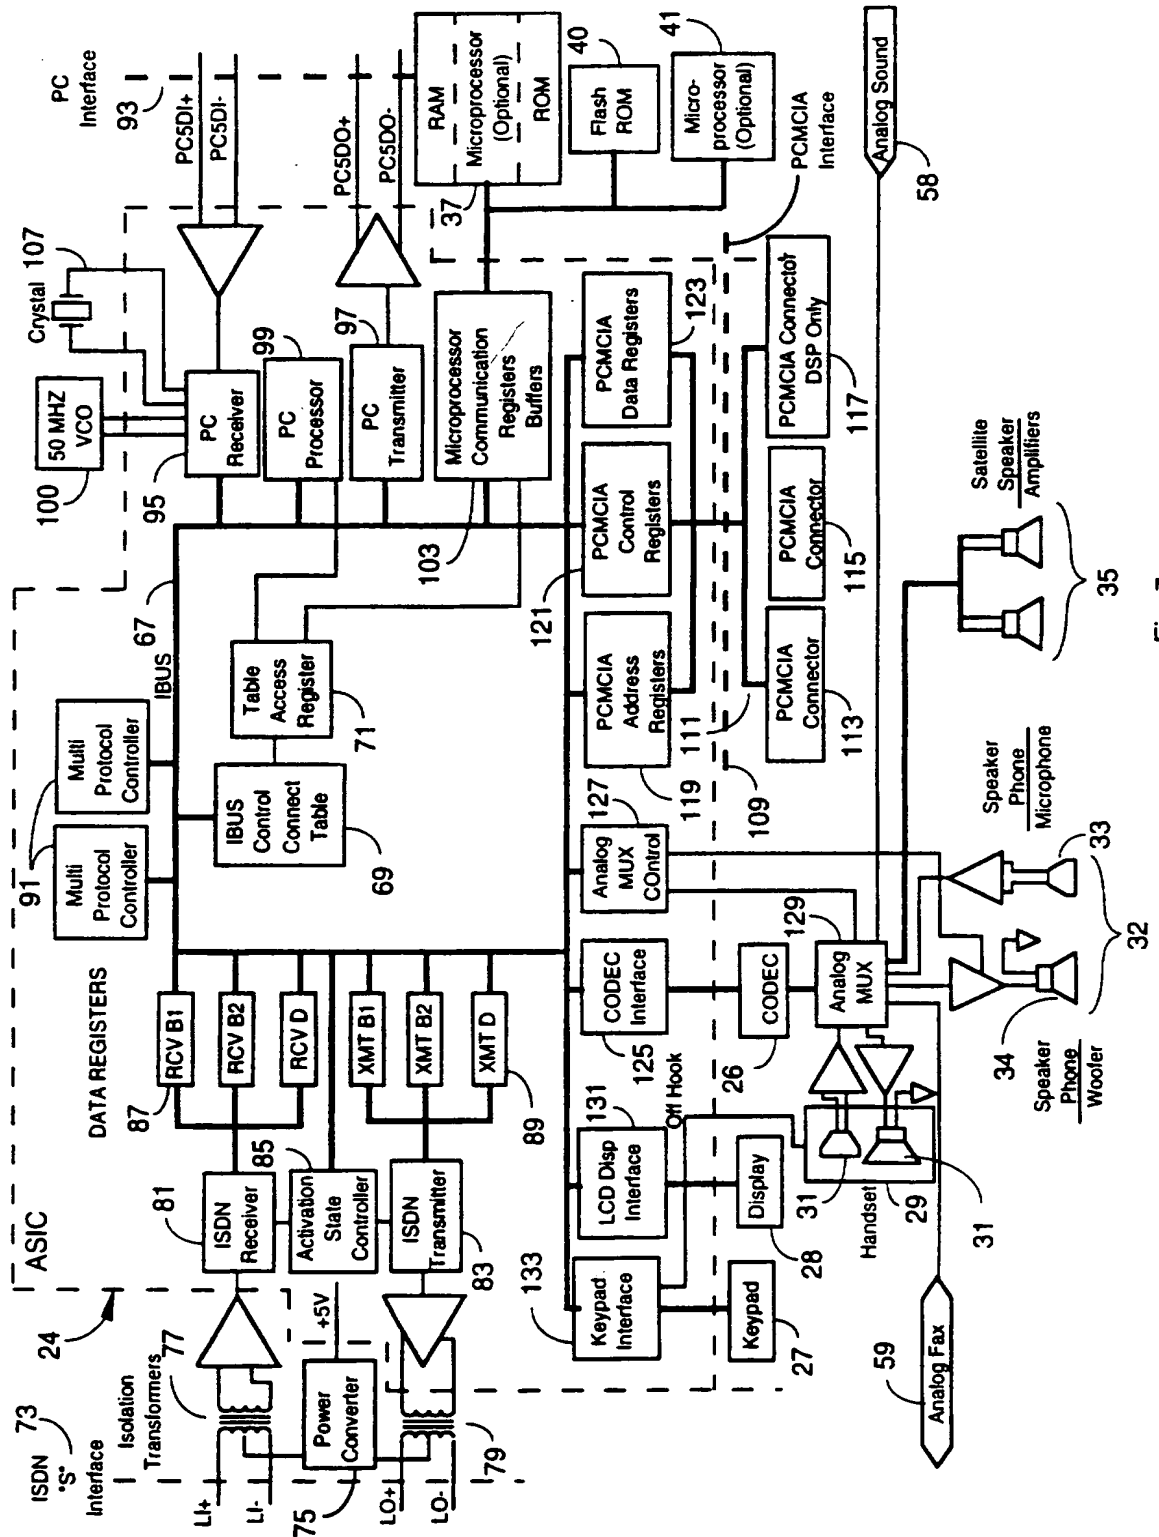 ISDN
"S"
Interface
73
Isolation
Transformers
LI+
LI-
LO+
LO-
75
Power
Converter
+5V
77
79
24
ASIC
81
ISDN
Receiver
85
Activation
State
Controller
ISDN
Transmitter
83
DATA REGISTERS
87
RCV B1
RCV B2
RCV D
XMT B1
XMT B2
XMT D
89
91
Multi
Protocol
Controller
Multi
Protocol
Controller
IBUS
67
IBUS
Control
Connect
Table
69
Table
Access
Register
71
100
50 MHZ
VCO
Crystal
107
95
PC
Receiver
PC
Processor
99
PC
Transmitter
97
103
Microprocessor
Communication
Registers
Buffers
PC
Interface
93
PC5DI+
PC5DI-
PC5DO+
PC5DO-
RAM
Microprocessor
(Optional)
ROM
37
Flash
ROM
40
Micro-
processor
(Optional)
41
PCMCIA
Interface
133
Keypad
Interface
LCD Disp
Interface
131
Off Hook
CODEC
Interface
125
Analog
MUX
COntrol
127
PCMCIA
Address
Registers
119
121
PCMCIA
Control
Registers
PCMCIA
Data Registers
123
109
111
PCMCIA
Connector
113
PCMCIA
Connector
115
PCMCIA Connector
DSP Only
117
Keypad
27
Display
28
CODEC
26
Analog
MUX
129
Handset
31
29
31
59
Analog Fax
Analog Sound
58
Speaker
Phone
Woofer
34
Speaker
Phone
Microphone
33
32
Satellite
Speaker
Amplifiers
35